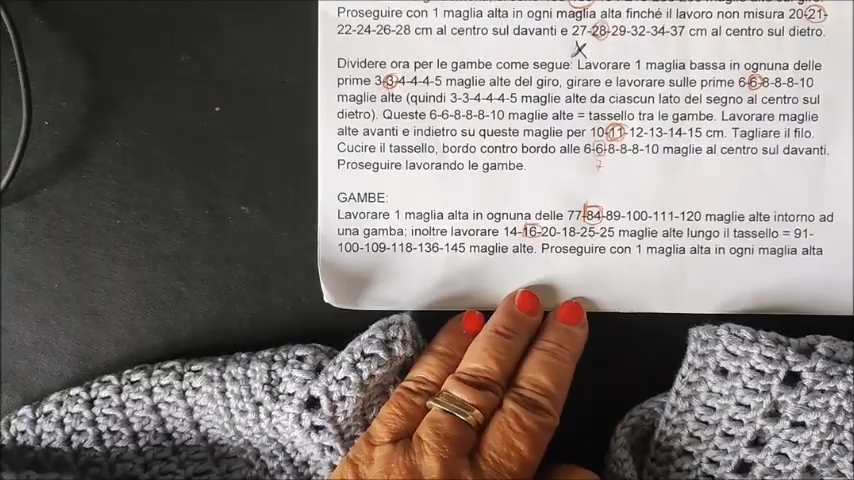 Proseguire con 1 maglia alta in ogni maglia alta finché il lavoro non misura 20-21-
22-24-26-28 cm al centro sul davanti e 27-28-29-32-34-37 cm al centro sul dietro.
X
Dividere ora per le gambe come segue: Lavorare 1 maglia bassa in ognuna delle
prime 3-3-4-4-4-5 maglie alte del giro, girare e lavorare sulle prime 6-6-8-8-8-10
maglie alte (quindi 3-3-4-4-4-5 maglie alte da ciascun lato del segno al centro sul
dietro). Queste 6-6-8-8-8-10 maglie alte = tassello tra le gambe. Lavorare maglie
alte avanti e indietro su queste maglie per 10-11-12-13-14-15 cm. Tagliare il filo.
Cucire il tassello, bordo contro bordo alle 6-6-8-8-8-10 maglie al centro sul davanti.
Proseguire lavorando le gambe.
7
GAMBE:
Lavorare 1 maglia alta in ognuna delle 77-84-89-100-111-120 maglie alte intorno ad
una gamba; inoltre lavorare 14-16-20-18-25-25 maglie alte lungo il tassello = 91-
100-109-118-136-145 maglie alte. Proseguire con 1 maglia alta in ogni maglia alta